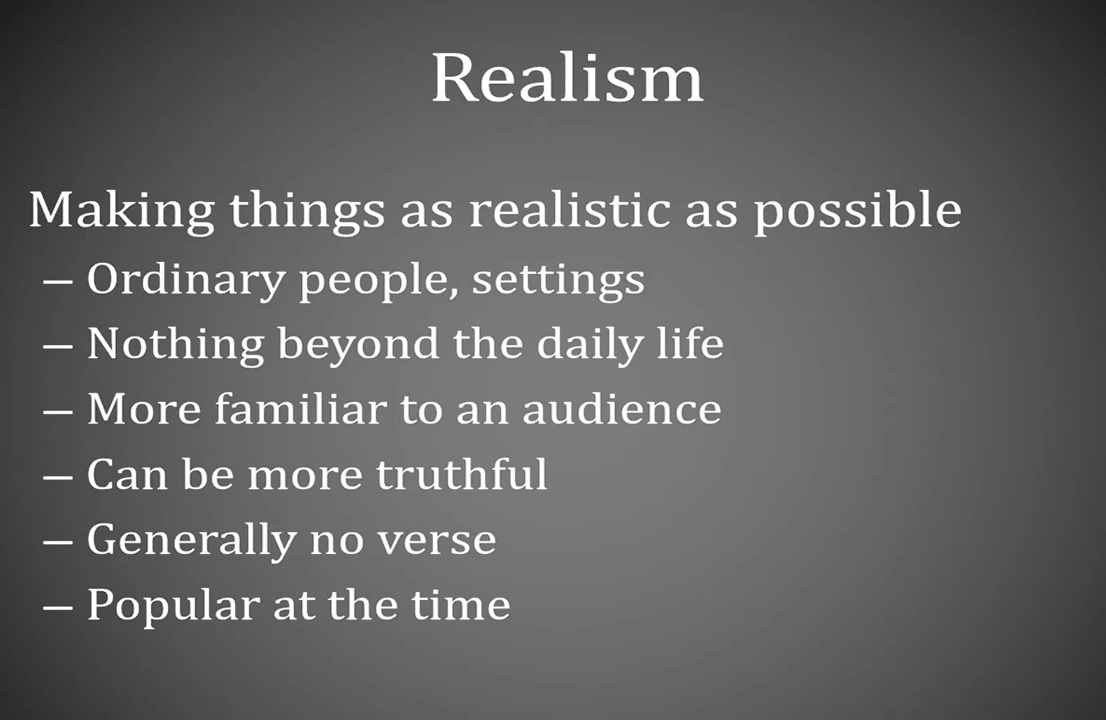 Realism
Making things as realistic as possible
— Ordinary people, settings
— Nothing beyond the daily life
— More familiar to an audience
— Can be more truthful
— Generally no verse
— Popular at the time